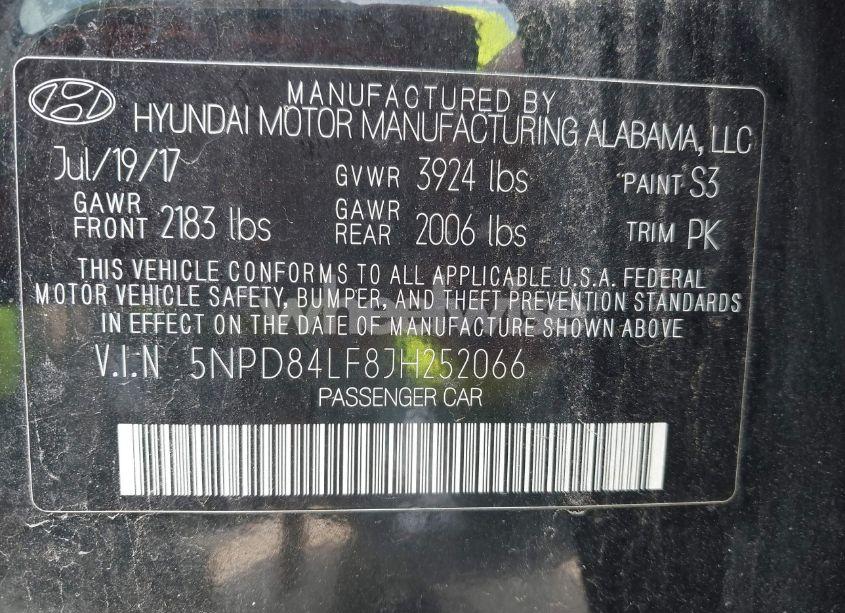 MANUFACTURED BY
HYUNDAI MOTOR MANUFACTURING ALABAMA, LLC
Jul/19/17 GVWR 3924 lbs PAINT S3
GAWR FRONT 2183 lbs GAWR REAR 2006 lbs TRIM PK
THIS VEHICLE CONFORMS TO ALL APPLICABLE U.S.A. FEDERAL
MOTOR VEHICLE SAFETY, BUMPER, AND THEFT PREVENTION STANDARDS
IN EFFECT ON THE DATE OF MANUFACTURE SHOWN ABOVE.
V.I.N 5NPD84LF8JH252066
PASSENGER CAR